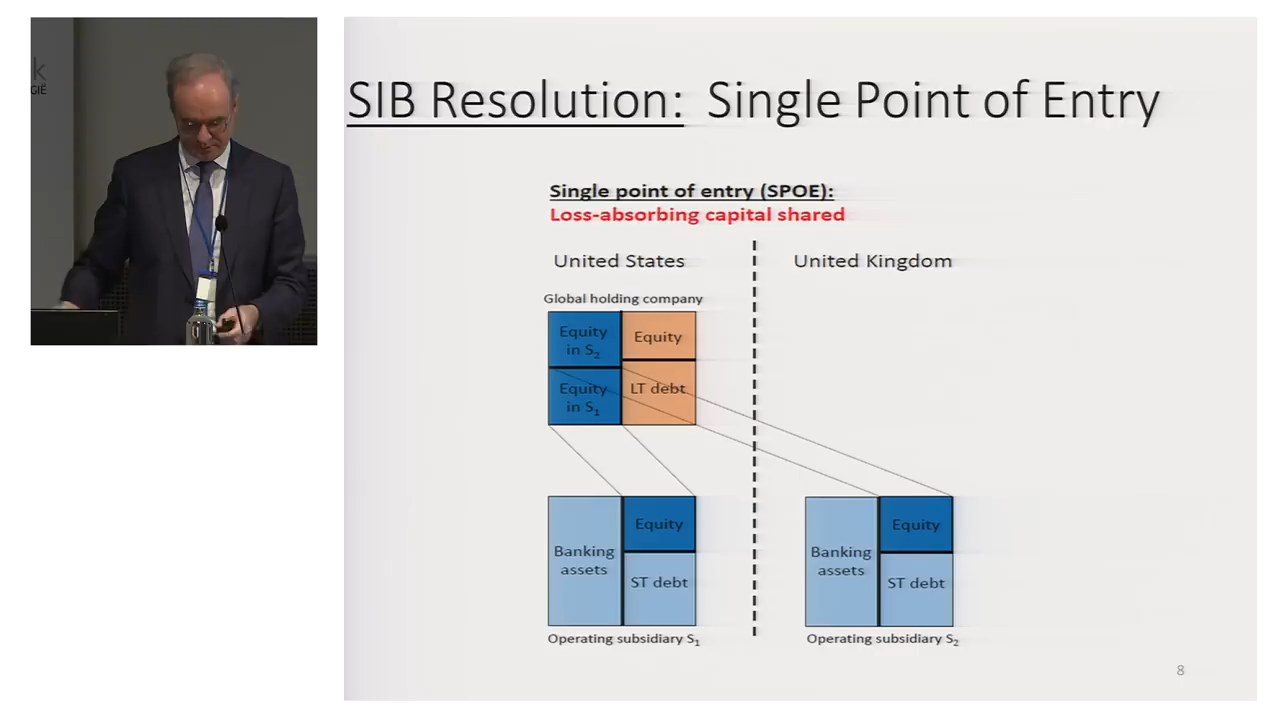 k
GIË
SIB Resolution: Single Point of Entry
Single point of entry (SPOE):
Loss-absorbing capital shared
United States
United Kingdom
Global holding company
Equity
in S2
Equity
Equity
in S1
LT debt
Banking
assets
Equity
ST debt
Banking
assets
Equity
ST debt
Operating subsidiary S1
Operating subsidiary S2
8